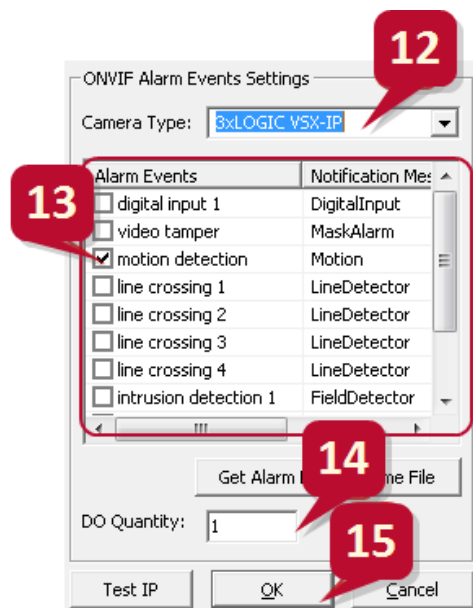 12
ONVIF Alarm Events Settings
Camera Type: 3xLOGIC VSX-IP
Alarm Events Notification Mes
13
digital input 1 DigitalInput
video tamper MaskAlarm
motion detection Motion
line crossing 1 LineDetector
line crossing 2 LineDetector
line crossing 3 LineDetector
line crossing 4 LineDetector
intrusion detection 1 FieldDetector
14
Get Alarm File
DO Quantity: 1
15
Test IP OK Cancel